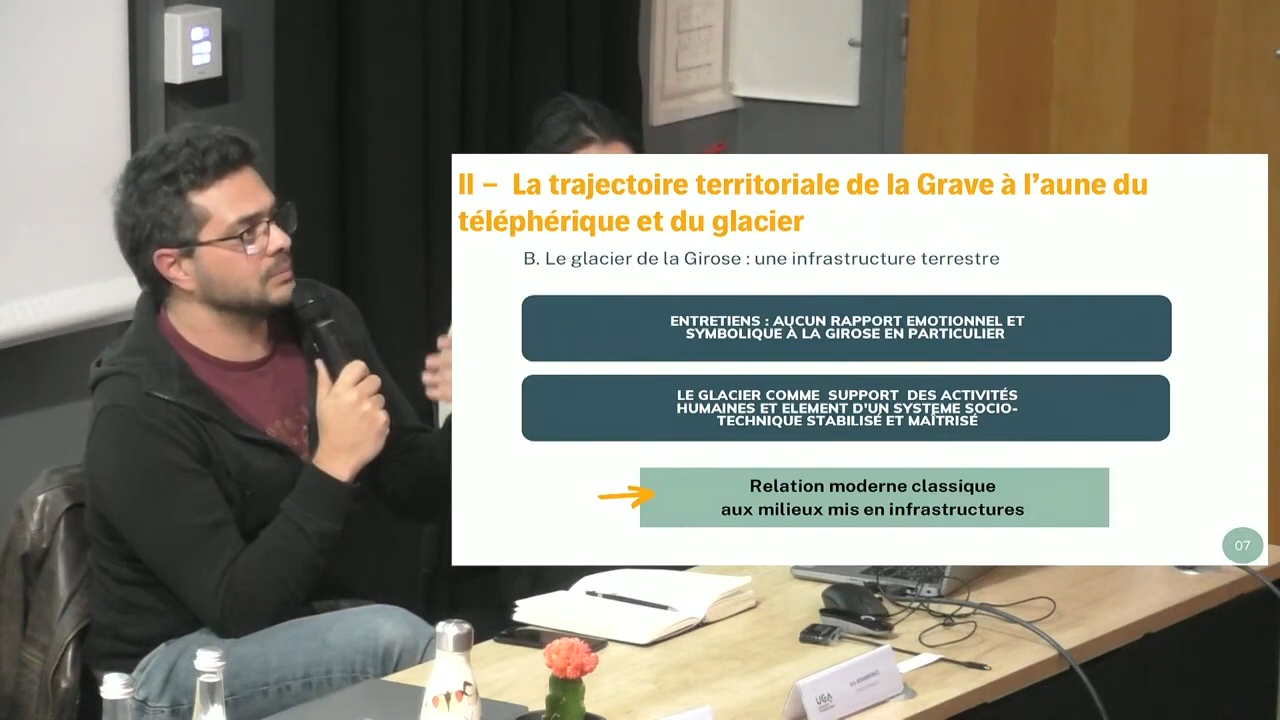 II – La trajectoire territoriale de la Grave à l'aune du
téléphérique et du glacier
B. Le glacier de la Girose : une infrastructure terrestre
ENTRETIENS : AUCUN RAPPORT EMOTIONNEL ET
SYMBOLIQUE À LA GIROSE EN PARTICULIER
LE GLACIER COMME SUPPORT DES ACTIVITÉS
HUMAINES ET ELEMENT D'UN SYSTEME SOCIO-
TECHNIQUE STABILISÉ ET MAÎTRISÉ
Relation moderne classique
aux milieux mis en infrastructures
07
UGA